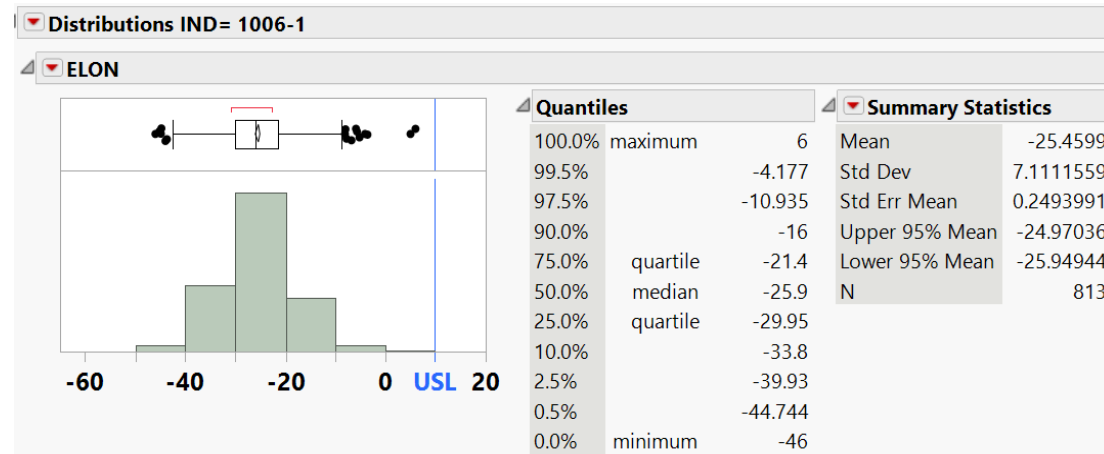 Distributions IND= 1006-1
ELON
-60 -40 -20 0 USL 20
Quantiles
100.0% maximum 6
99.5% -4.177
97.5% -10.935
90.0% -16
75.0% quartile -21.4
50.0% median -25.9
25.0% quartile -29.95
10.0% -33.8
2.5% -39.93
0.5% -44.744
0.0% minimum -46
Summary Statistics
Mean -25.4599
Std Dev 7.1111559
Std Err Mean 0.2493991
Upper 95% Mean -24.97036
Lower 95% Mean -25.94944
N 813